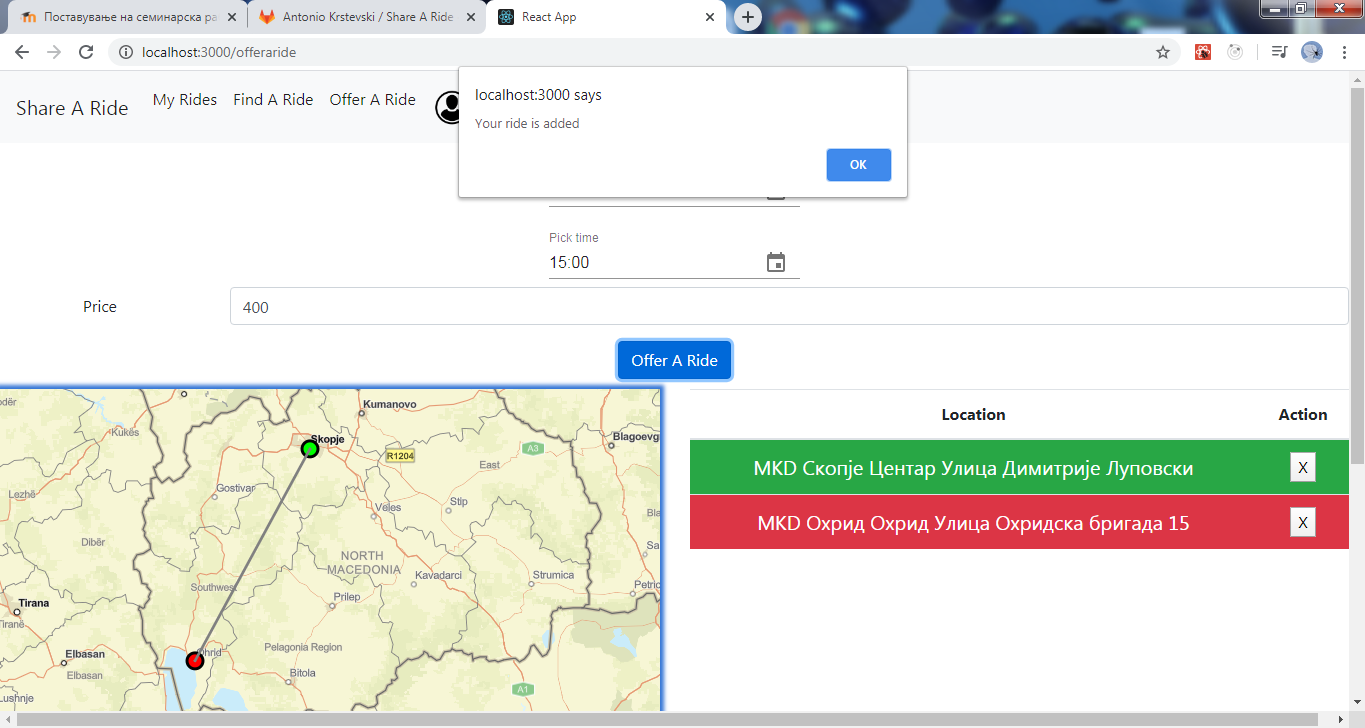 Поставување на семинарска ра
Antonio Krstevski / Share A Ride
React App
localhost:3000/offeraride
Share A Ride
My Rides
Find A Ride
Offer A Ride
localhost:3000 says
Your ride is added
OK
Pick time
15:00
Price
400
Offer A Ride
Location
Action
MKD Скопје Центар Улица Димитрије Луповски
X
MKD Охрид Охрид Улица Охридска бригада 15
X
Kumanovo
Kukës
Skopje
Blagoevg
A3
R1204
East
Gostivar
Lezhë
Veles
Stip
Bla
Dibër
Sa
NORTH
MACEDONIA
Kavadarci
Strumica
Petric
Southwest
Tirana
Tiranë
Prilep
Elbasan
Elbasan
Ohrid
Pelagonia Region
Bitola
A1
Lushnje